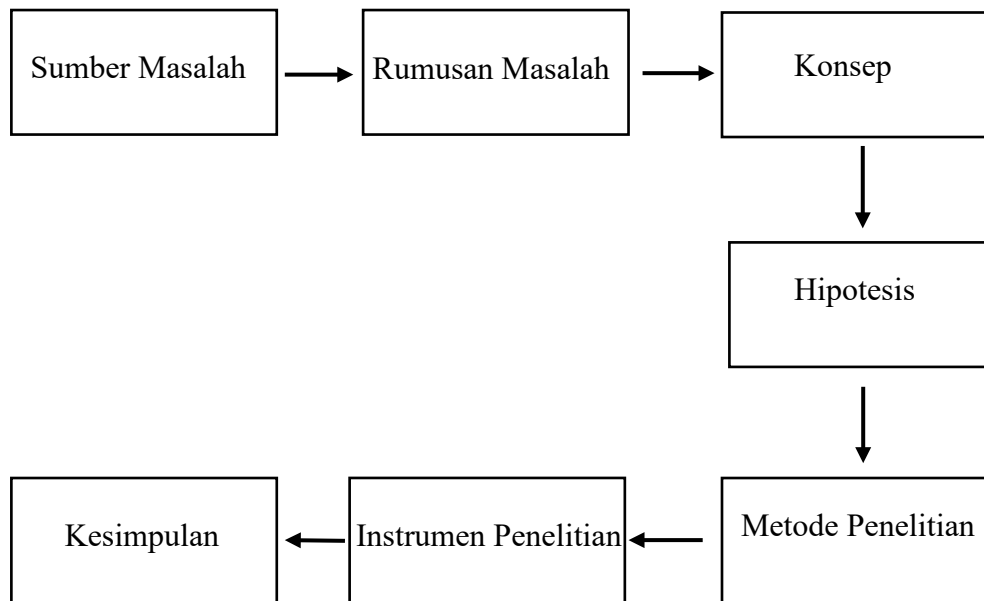 Sumber Masalah
Rumusan Masalah
Konsep
Hipotesis
Metode Penelitian
Instrumen Penelitian
Kesimpulan